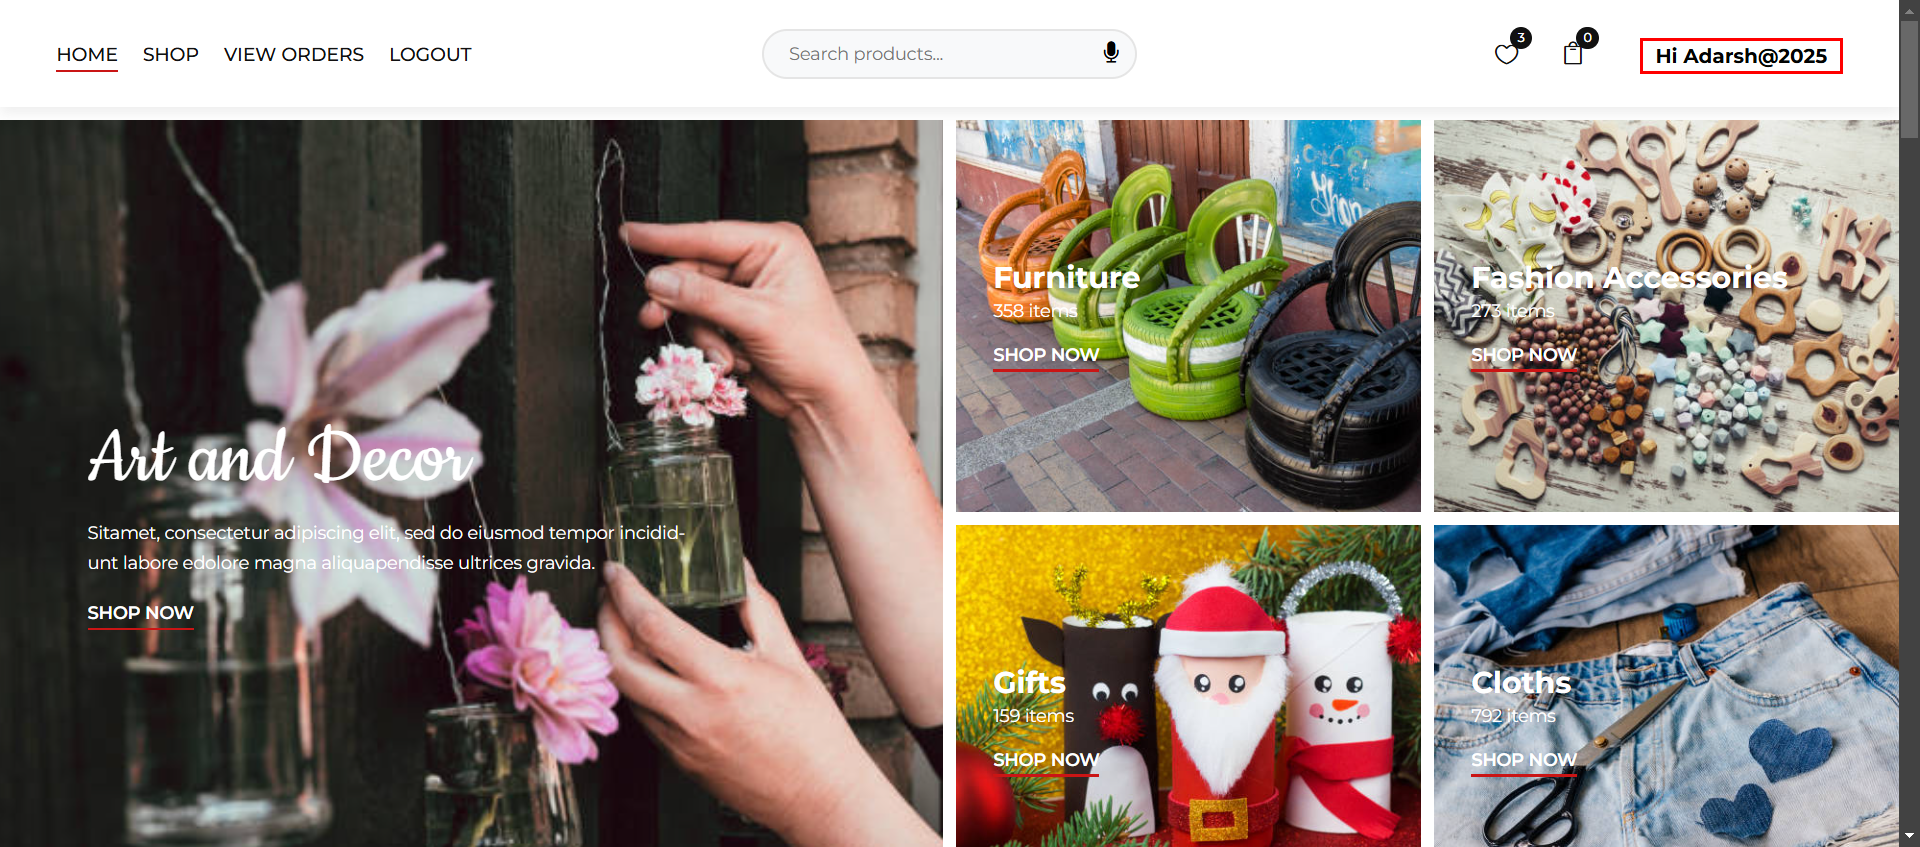 HOME SHOP VIEW ORDERS LOGOUT
Search products...
3
0
Hi Adarsh@2025
Art and Decor
Sitamet, consectetur adipiscing elit, sed do eiusmod tempor incidid-
unt labore edolore magna aliquapendisse ultrices gravida.
SHOP NOW
Furniture
358 items
SHOP NOW
Fashion Accessories
273 items
SHOP NOW
Gifts
159 items
SHOP NOW
Cloths
792 items
SHOP NOW